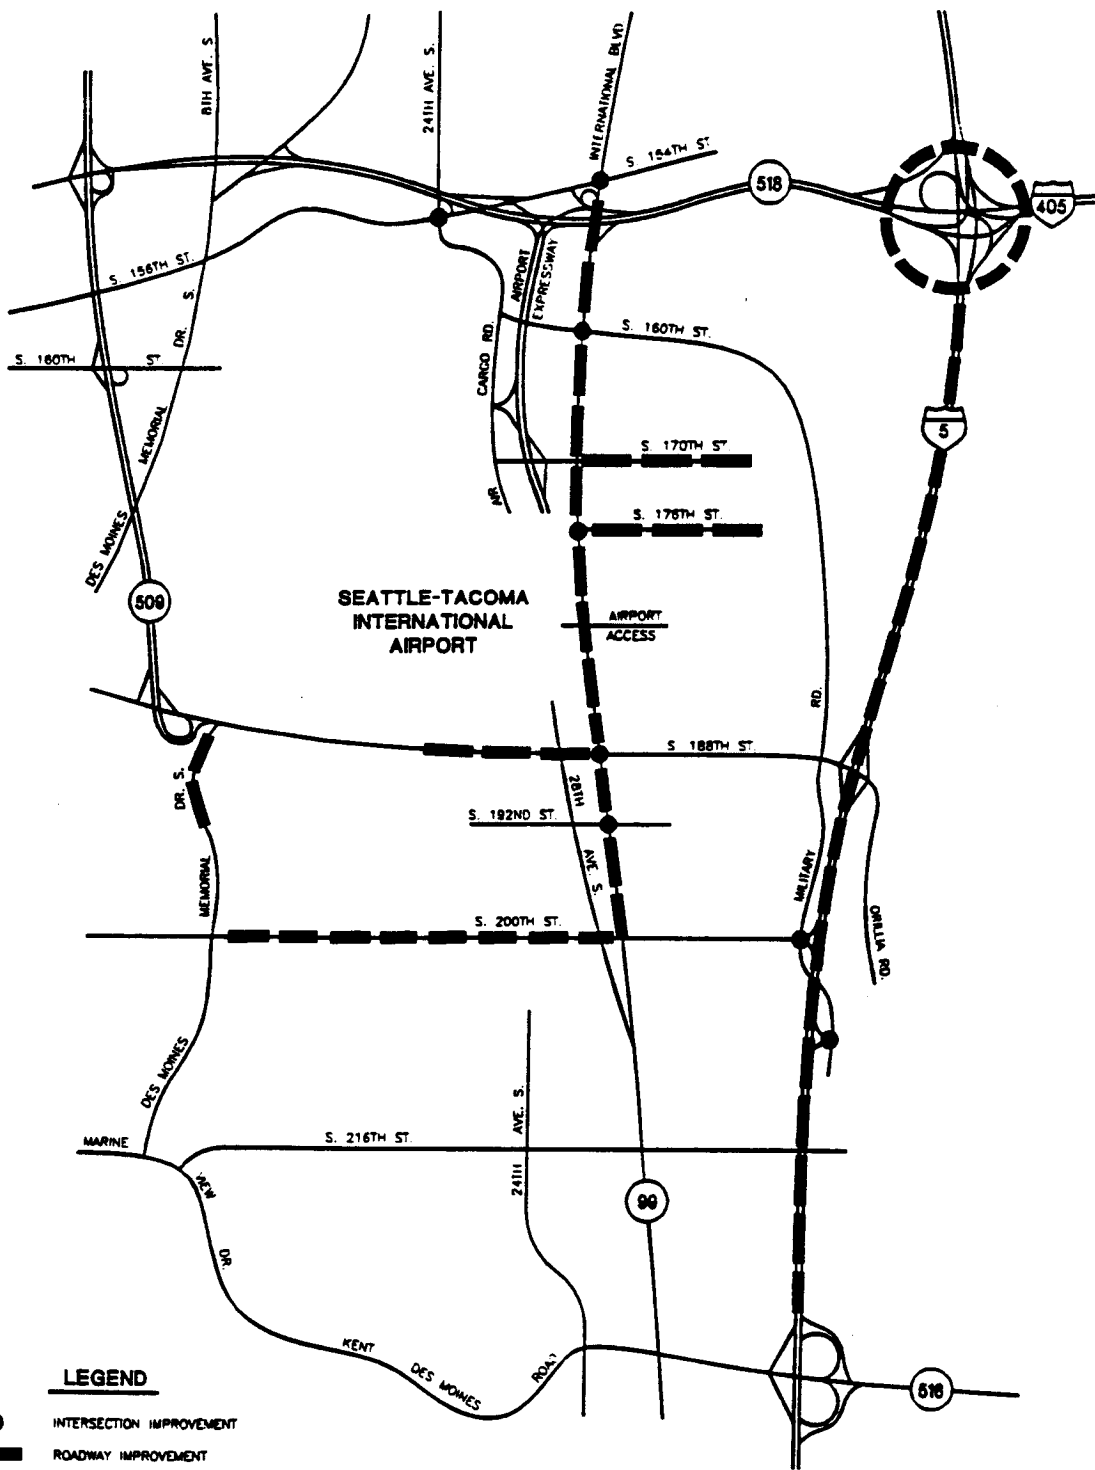 8TH AVE. S
24TH AVE. S.
INTERNATIONAL BLVD
S. 154TH ST
518
405
S. 156TH ST.
AIRPORT
EXPRESSWAY
S. 160TH ST.
S. 160TH ST.
CARGO RD.
AIR
5
MEMORIAL DR. S.
DES MOINES
S. 170TH ST.
S. 176TH ST.
509
SEATTLE-TACOMA
INTERNATIONAL
AIRPORT
AIRPORT
ACCESS
MILITARY RD.
S 188TH ST.
28TH AVE. S.
S. 192ND ST.
DES MOINES MEMORIAL DR. S.
S. 200TH ST.
ORILLIA RD.
24TH AVE. S.
S. 216TH ST.
MARINE VIEW DR.
99
KENT DES MOINES ROAD
516
LEGEND
INTERSECTION IMPROVEMENT
ROADWAY IMPROVEMENT